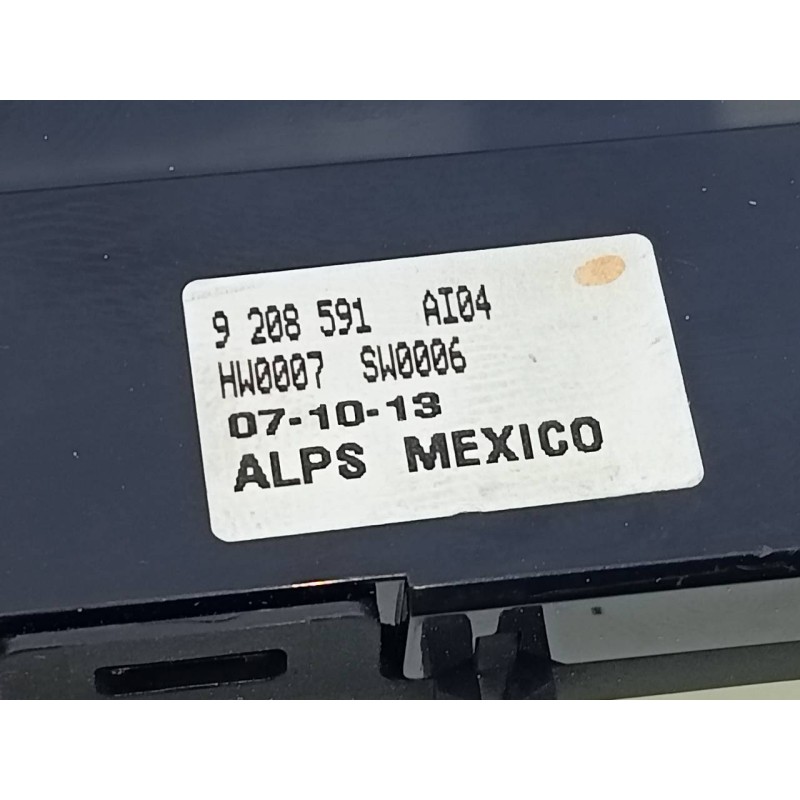 9 208 591 AI04
HW0007 SW0006
07-10-13
ALPS MEXICO